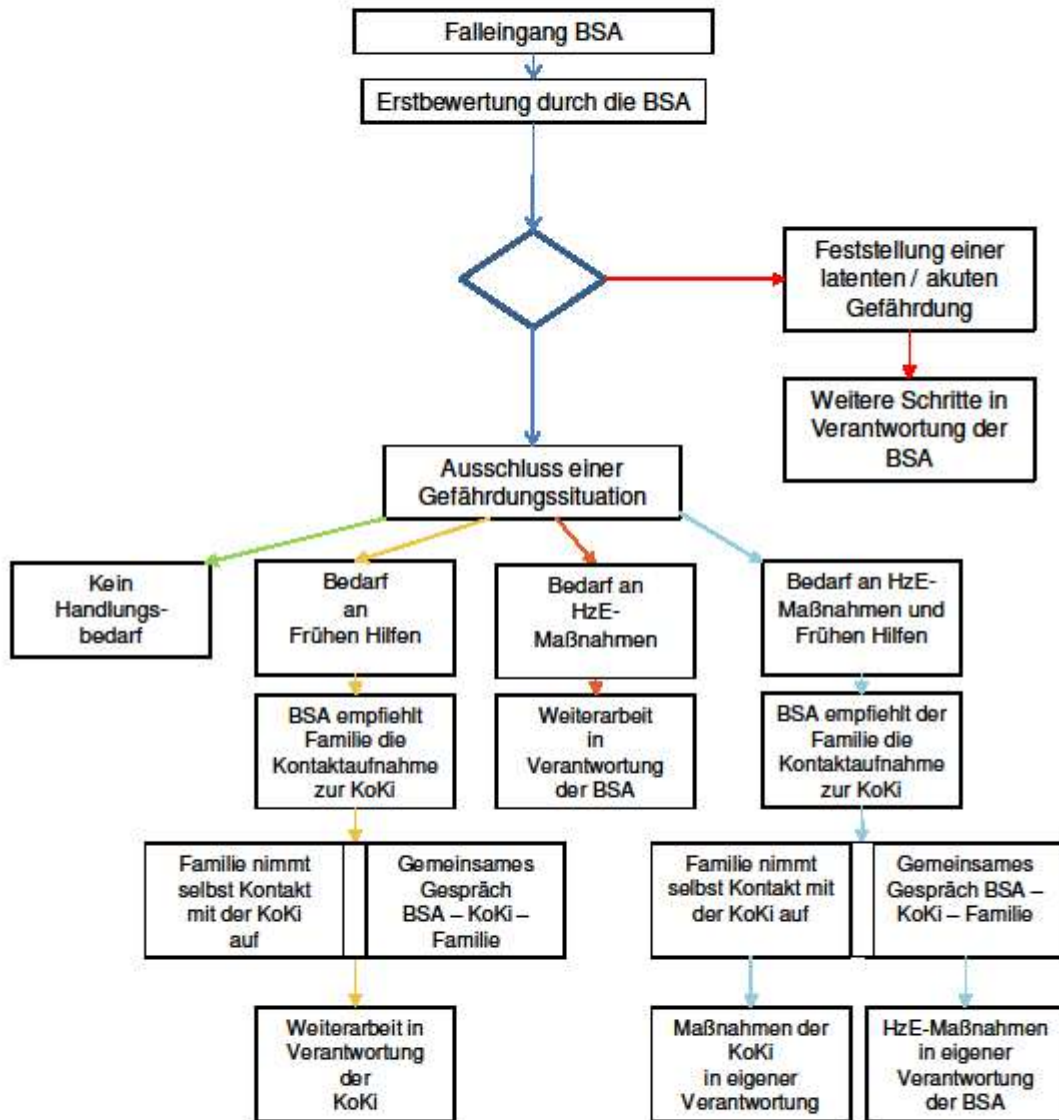 Falleingang BSA
Erstbewertung durch die BSA
Feststellung einer
latenten / akuten
Gefährdung
Weitere Schritte in
Verantwortung der
BSA
Ausschluss einer
Gefährdungssituation
Kein
Handlungs-
bedarf
Bedarf
an
Frühen Hilfen
Bedarf an
HzE-
Maßnahmen
Bedarf an HzE-
Maßnahmen und
Frühen Hilfen
BSA empfiehlt
Familie die
Kontaktaufnahme
zur KoKi
Weiterarbeit
in
Verantwortung
der BSA
BSA empfiehlt der
Familie die
Kontaktaufnahme
zur KoKi
Familie nimmt
selbst Kontakt
mit der KoKi
auf
Gemeinsames
Gespräch
BSA – KoKi –
Familie
Familie nimmt
selbst Kontakt mit
der KoKi auf
Gemeinsames
Gespräch BSA –
KoKi – Familie
Weiterarbeit in
Verantwortung
der
KoKi
Maßnahmen der
KoKi
in eigener
Verantwortung
HzE-Maßnahmen
in eigener
Verantwortung
der BSA